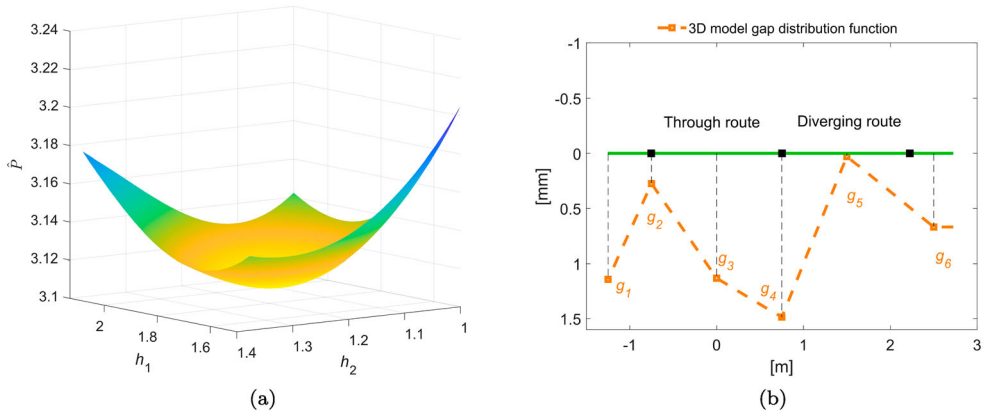 3.24
3.22
3.2
3.18
3.16
3.14
3.12
3.1
P̂
2
1.8
1.6
h₁
1.4
1.3
1.2
1.1
1
h₂
(a)
3D model gap distribution function
-1
-0.5
0
0.5
1
1.5
[mm]
Through route
Diverging route
g₁
g₂
g₃
g₄
g₅
g₆
-1
0
1
2
3
[m]
(b)